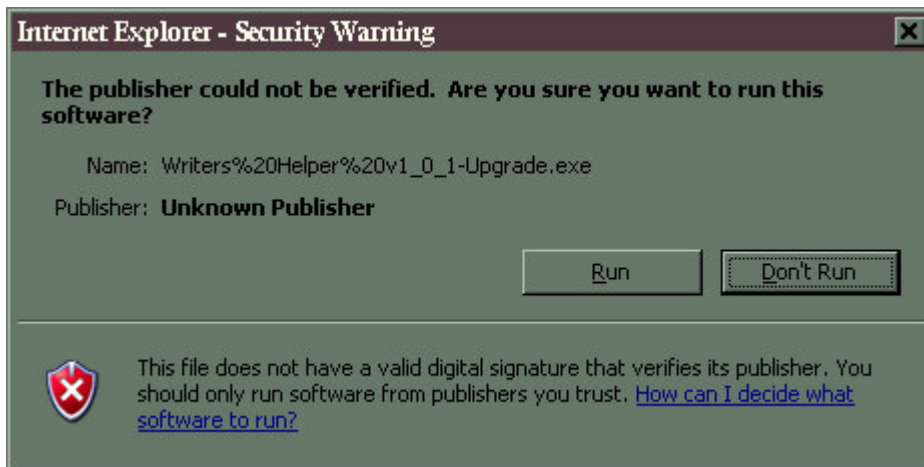 Internet Explorer - Security Warning
The publisher could not be verified.  Are you sure you want to run this
software?
Name: Writers%20Helper%20v1_0_1-Upgrade.exe
Publisher: Unknown Publisher
Run Don't Run
This file does not have a valid digital signature that verifies its publisher. You
should only run software from publishers you trust. How can I decide what
software to run?